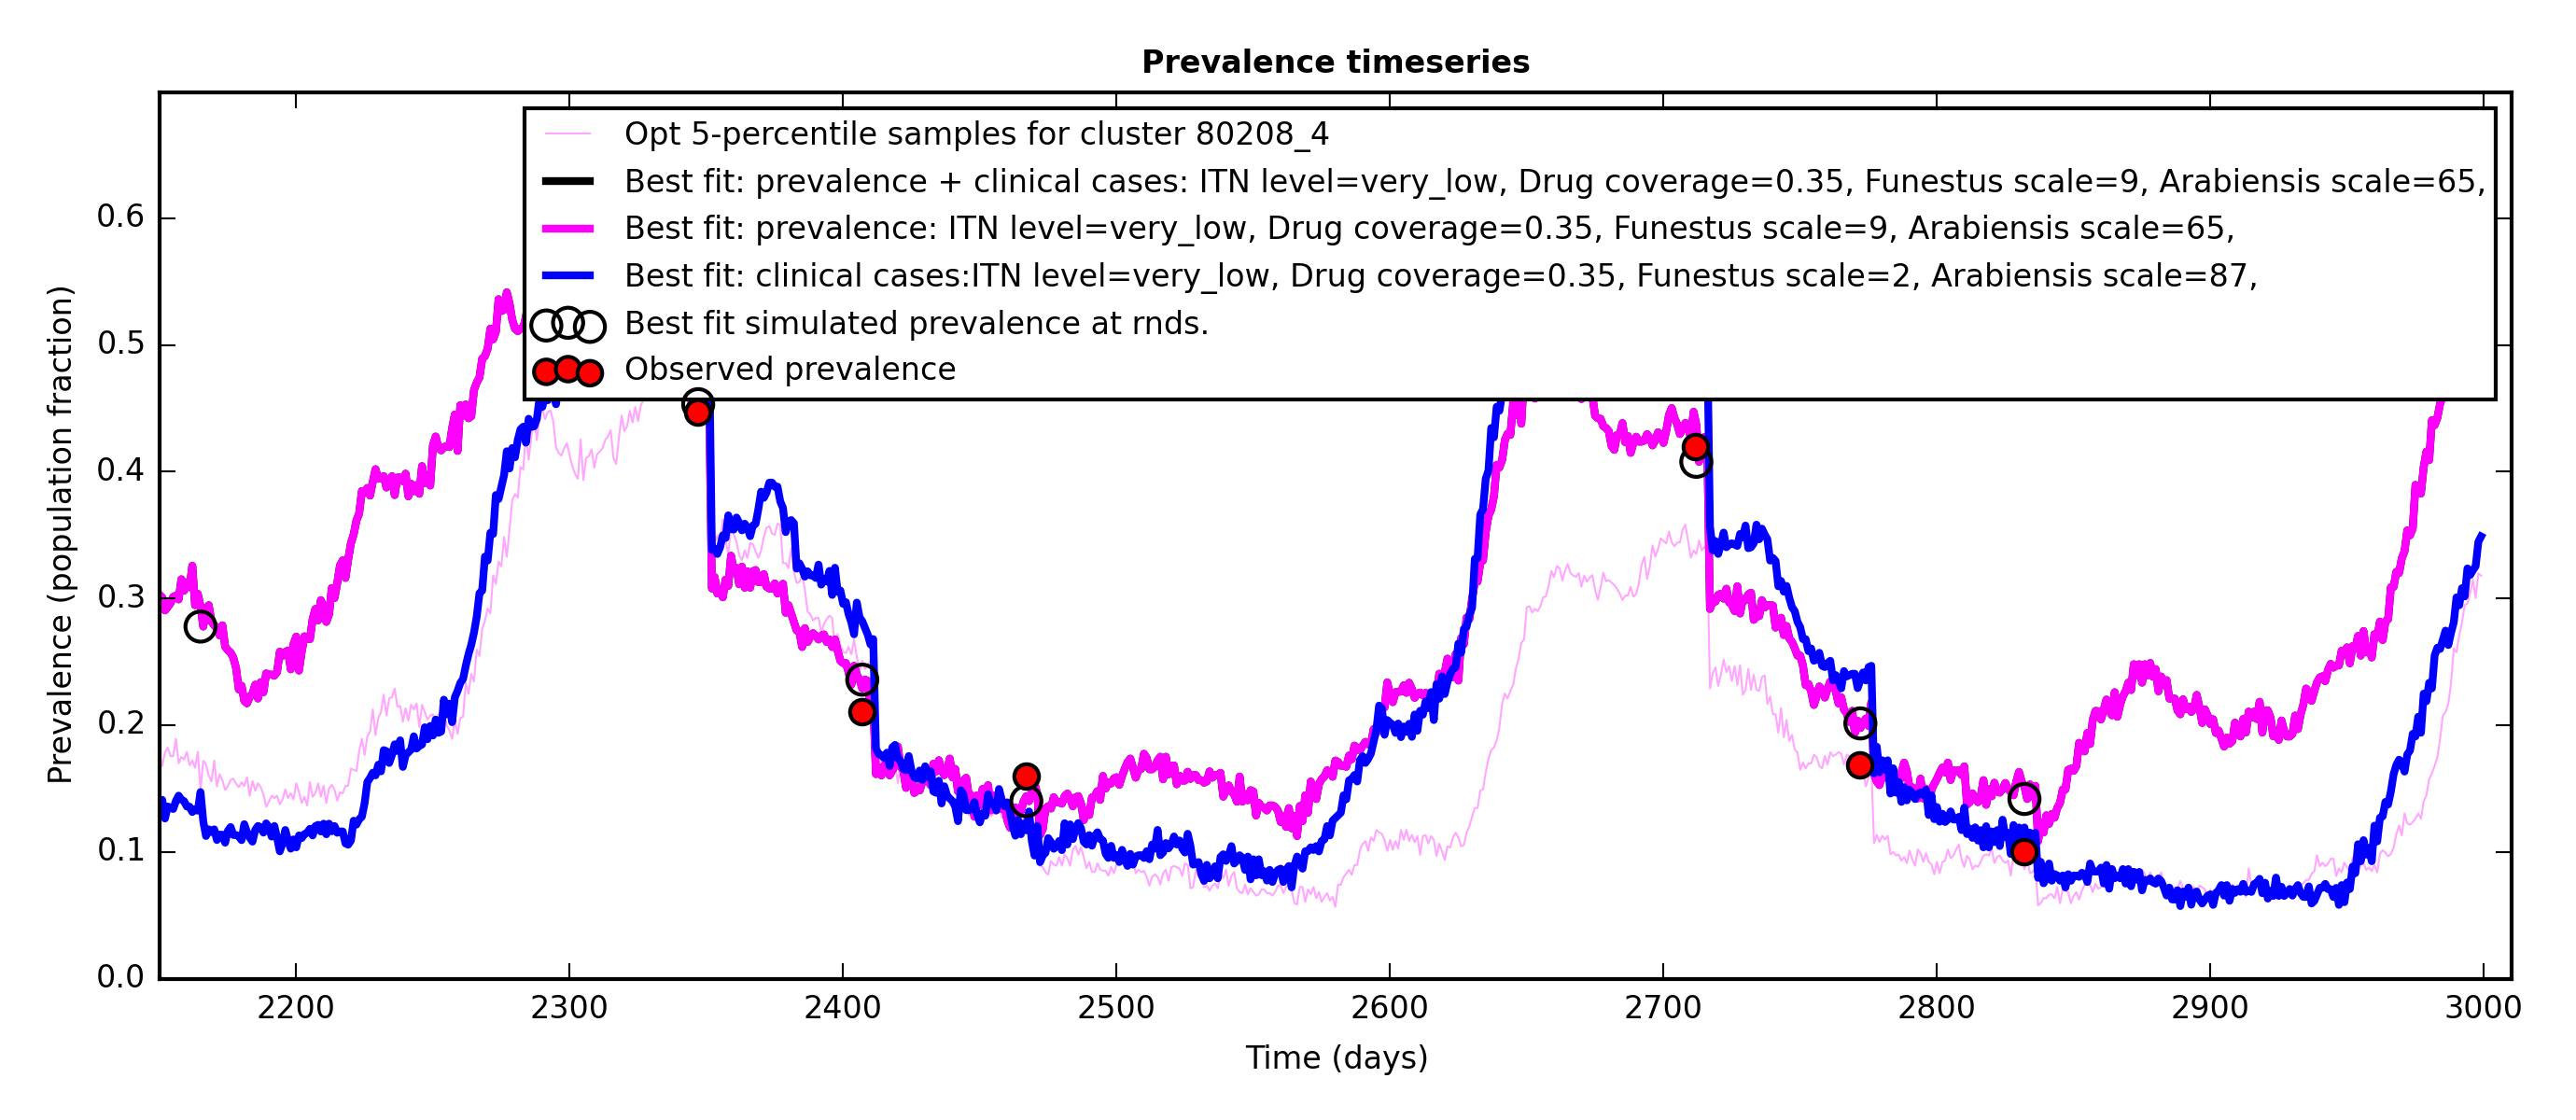 Prevalence timeseries
Opt 5-percentile samples for cluster 80208_4
Best fit: prevalence + clinical cases: ITN level=very_low, Drug coverage=0.35, Funestus scale=9, Arabiensis scale=65,
Best fit: prevalence: ITN level=very_low, Drug coverage=0.35, Funestus scale=9, Arabiensis scale=65,
Best fit: clinical cases:ITN level=very_low, Drug coverage=0.35, Funestus scale=2, Arabiensis scale=87,
Best fit simulated prevalence at rnds.
Observed prevalence
Prevalence (population fraction)
0.6
0.5
0.4
0.3
0.2
0.1
0.0
2200 2300 2400 2500 2600 2700 2800 2900 3000
Time (days)